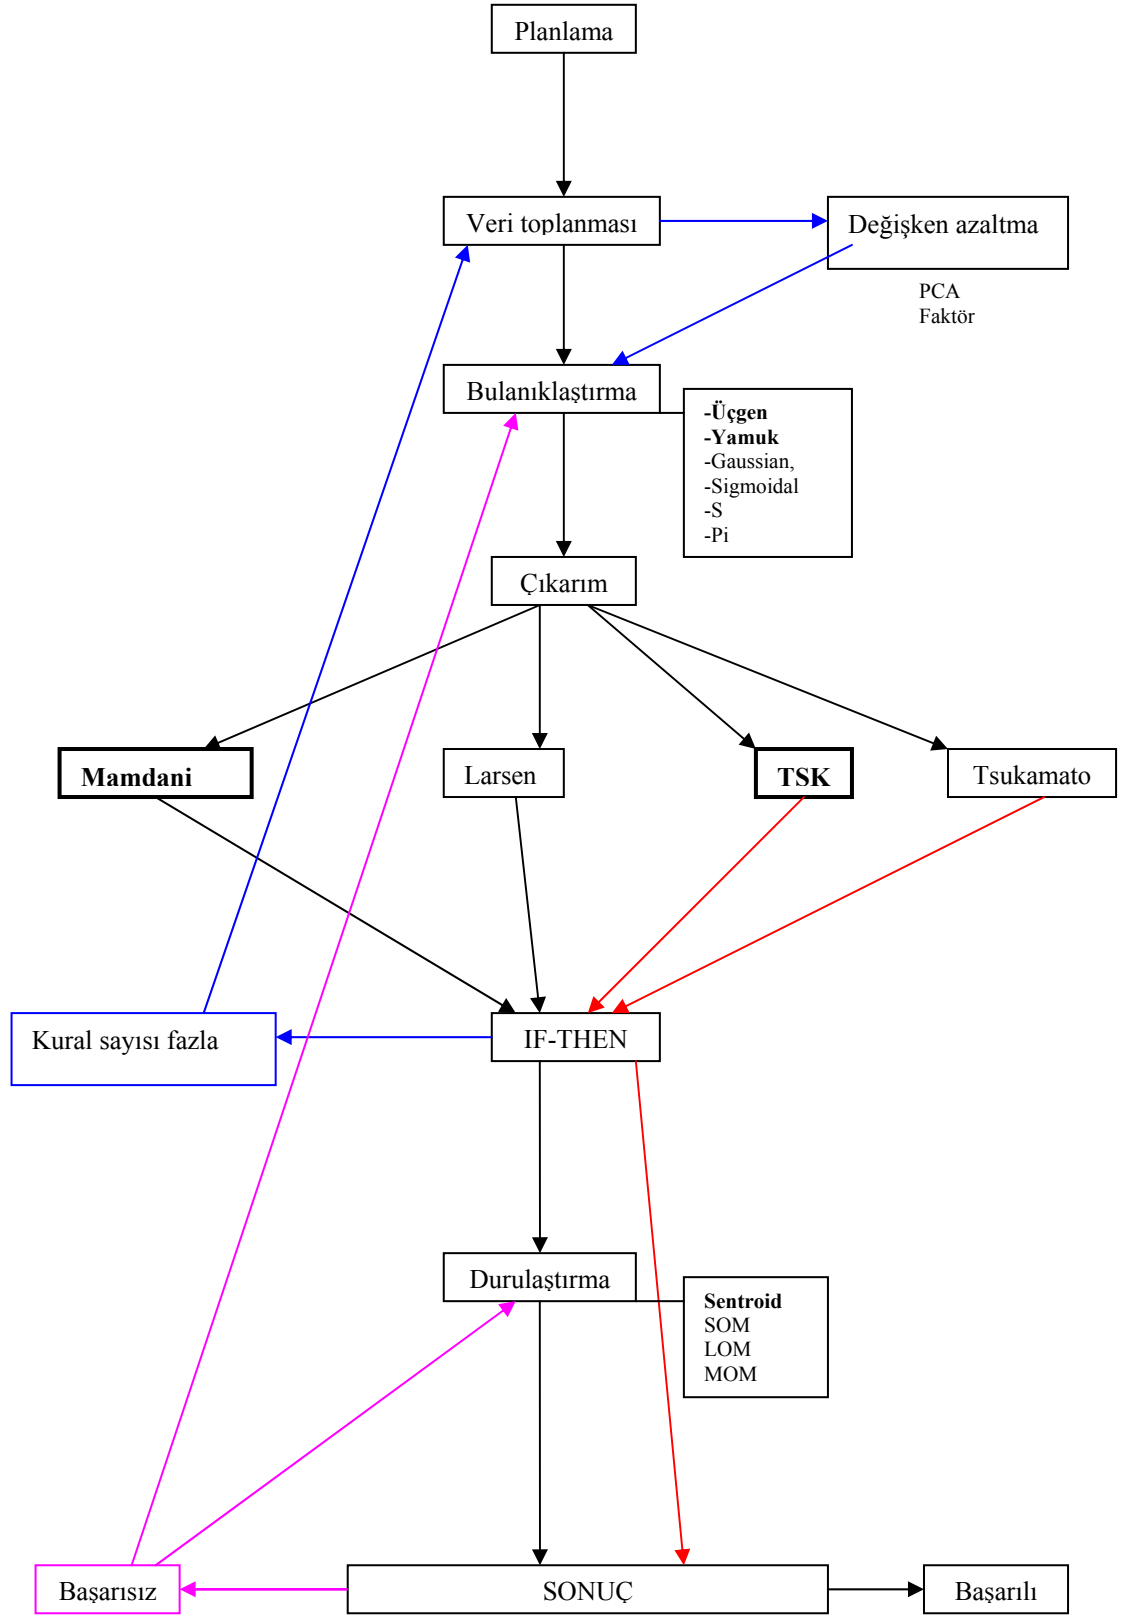 Planlama
Veri toplanması
Değişken azaltma
PCA
Faktör
Bulanıklaştırma
-Üçgen
-Yamuk
-Gaussian,
-Sigmoidal
-S
-Pi
Çıkarım
Mamdani
Larsen
TSK
Tsukamato
Kural sayısı fazla
IF-THEN
Durulaştırma
Sentroid
SOM
LOM
MOM
Başarısız
SONUÇ
Başarılı